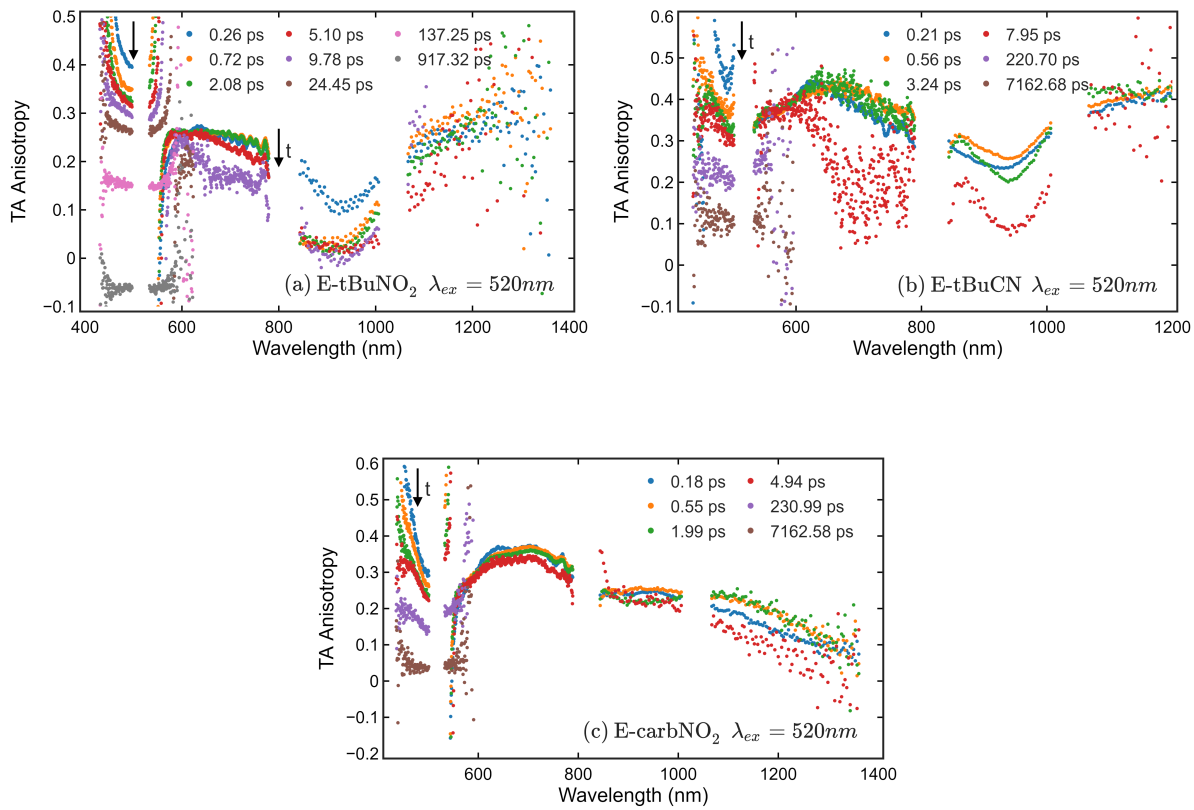 0.5
0.4
0.3
0.2
0.1
0
−0.1
TA Anisotropy
0.26 ps 5.10 ps 137.25 ps
0.72 ps 9.78 ps 917.32 ps
2.08 ps 24.45 ps
t
(a) E-tBuNO₂ λₑₓ = 520nm
400 600 800 1000 1200 1400
Wavelength (nm)
0.6
0.5
0.4
0.3
0.2
0.1
0
−0.1
TA Anisotropy
t
0.21 ps 7.95 ps
0.56 ps 220.70 ps
3.24 ps 7162.68 ps
(b) E-tBuCN λₑₓ = 520nm
600 800 1000 1200
Wavelength (nm)
0.6
0.5
0.4
0.3
0.2
0.1
0
−0.1
−0.2
TA Anisotropy
t
0.18 ps 4.94 ps
0.55 ps 230.99 ps
1.99 ps 7162.58 ps
(c) E-carbNO₂ λₑₓ = 520nm
600 800 1000 1200 1400
Wavelength (nm)